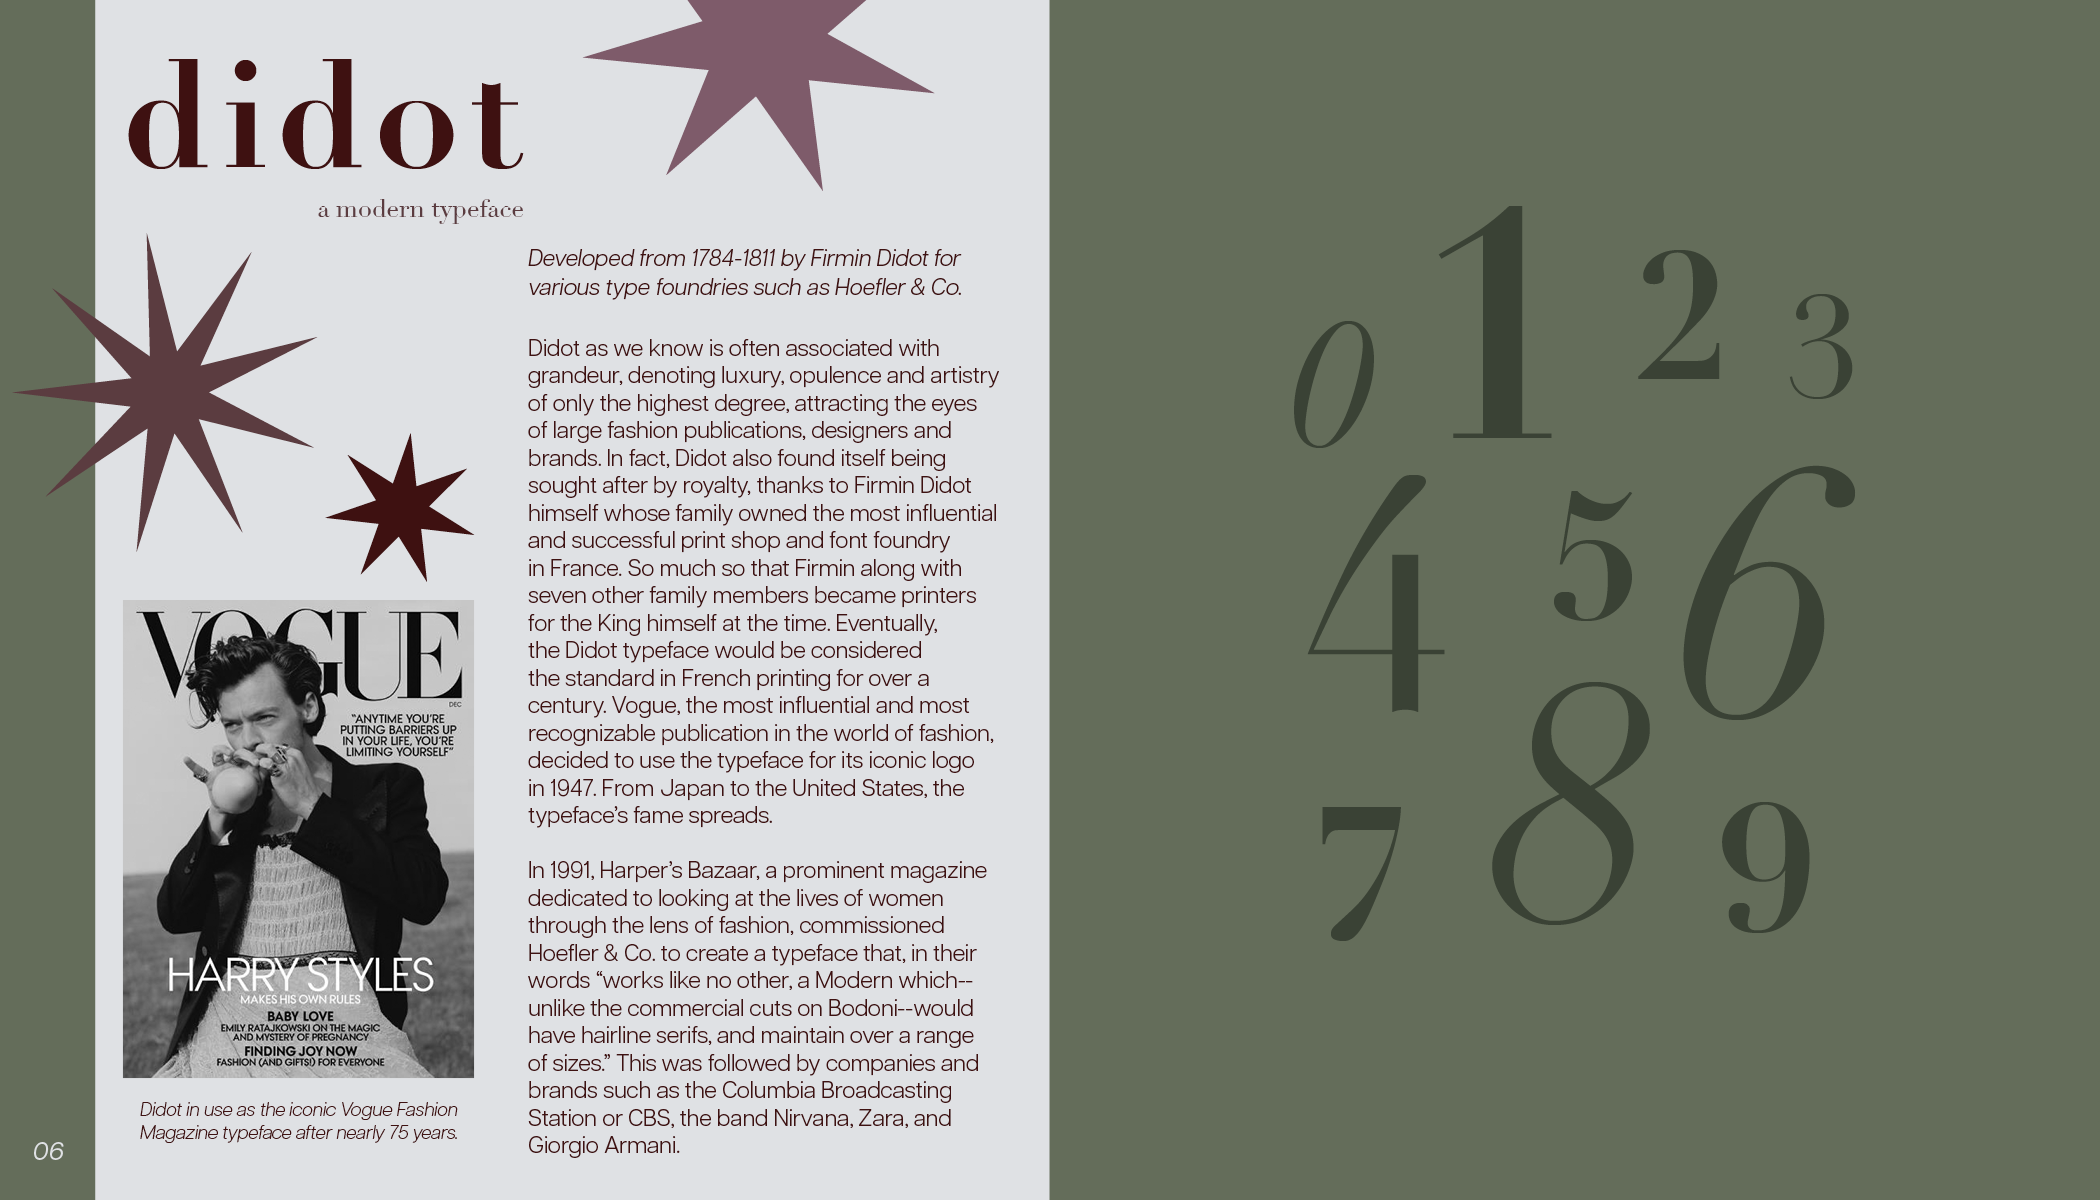 didot
a modern typeface
Developed from 1784-1811 by Firmin Didot for
various type foundries such as Hoefler & Co.
Didot as we know is often associated with
grandeur, denoting luxury, opulence and artistry
of only the highest degree, attracting the eyes
of large fashion publications, designers and
brands. In fact, Didot also found itself being
sought after by royalty, thanks to Firmin Didot
himself whose family owned the most influential
and successful print shop and font foundry
in France. So much so that Firmin along with
seven other family members became printers
for the King himself at the time. Eventually,
the Didot typeface would be considered
the standard in French printing for over a
century. Vogue, the most influential and most
recognizable publication in the world of fashion,
decided to use the typeface for its iconic logo
in 1947. From Japan to the United States, the
typeface’s fame spreads.
In 1991, Harper’s Bazaar, a prominent magazine
dedicated to looking at the lives of women
through the lens of fashion, commissioned
Hoefler & Co. to create a typeface that, in their
words “works like no other, a Modern which--
unlike the commercial cuts on Bodoni--would
have hairline serifs, and maintain over a range
of sizes.” This was followed by companies and
brands such as the Columbia Broadcasting
Station or CBS, the band Nirvana, Zara, and
Giorgio Armani.
VOGUE
DEC
“ANYTIME YOU’RE
PUTTING BARRIERS UP
IN YOUR LIFE, YOU’RE
LIMITING YOURSELF”
HARRY STYLES
MAKES HIS OWN RULES
BABY LOVE
EMILY RATAJKOWSKI ON THE MAGIC
AND MYSTERY OF PREGNANCY
FINDING JOY NOW
FASHION (AND GIFTS!) FOR EVERYONE
Didot in use as the iconic Vogue Fashion
Magazine typeface after nearly 75 years.
06
0 1 2 3
4 5 6
7 8 9